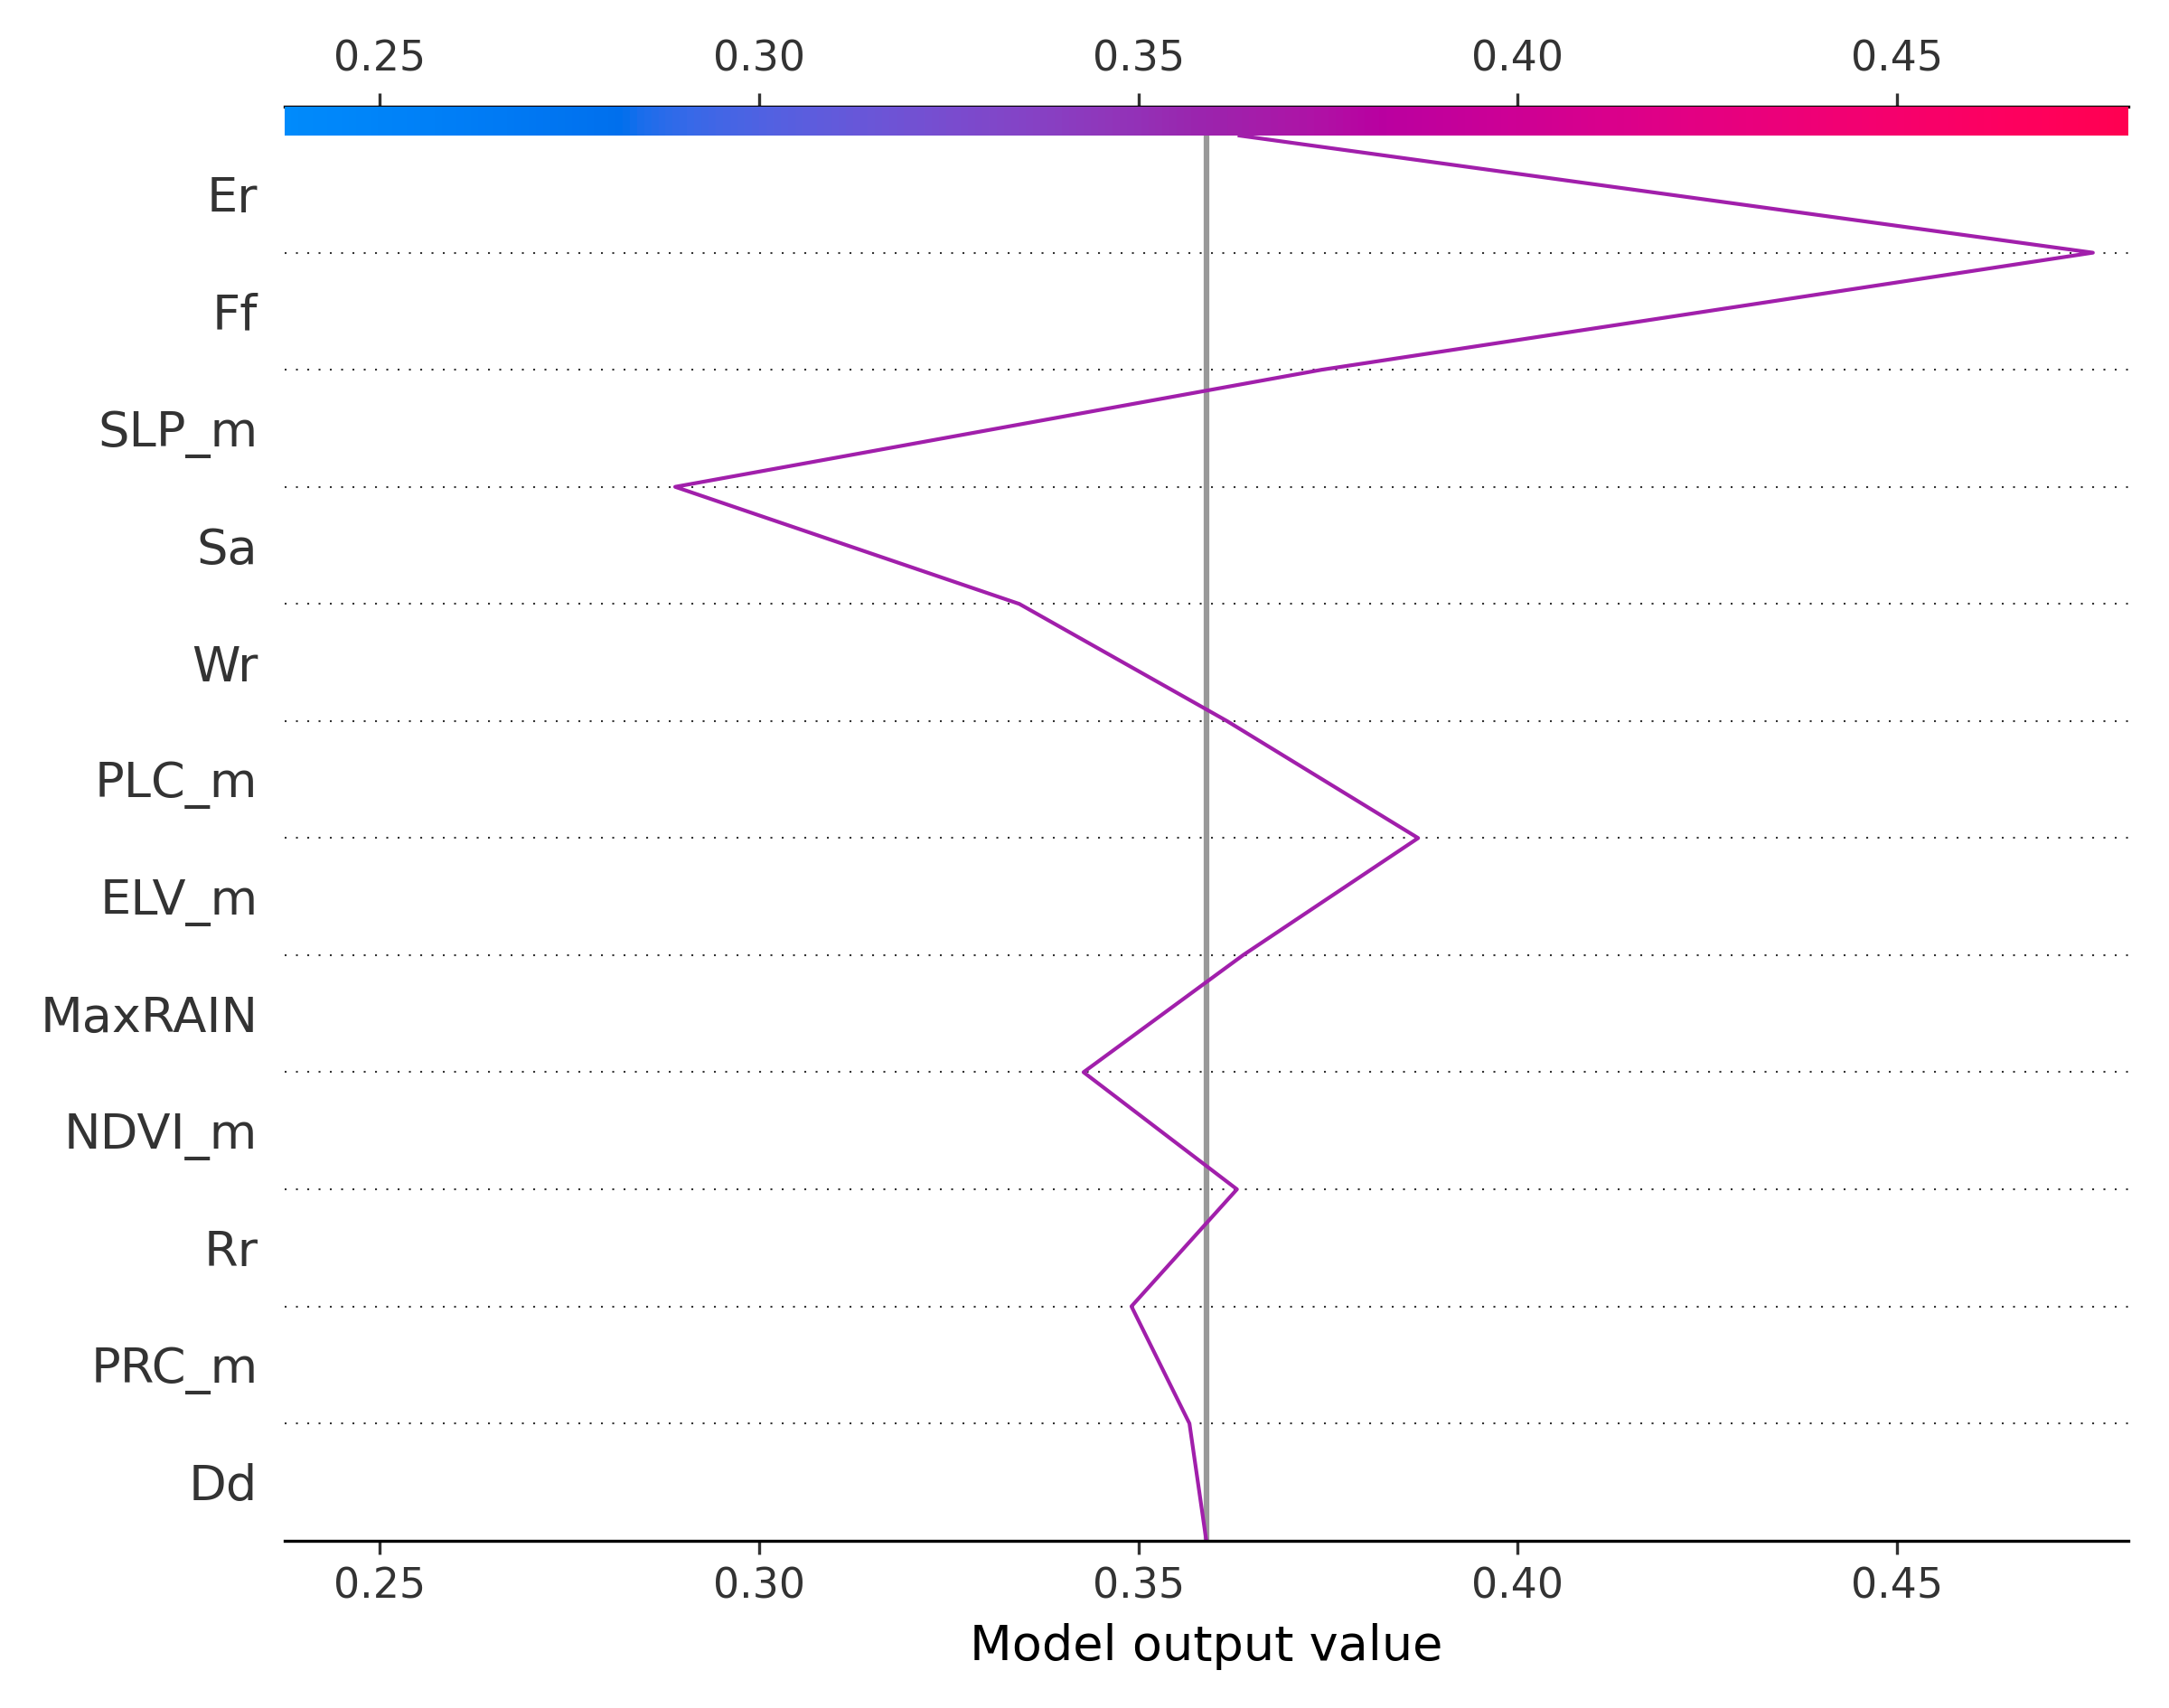 0.25 0.30 0.35 0.40 0.45
Er
Ff
SLP_m
Sa
Wr
PLC_m
ELV_m
MaxRAIN
NDVI_m
Rr
PRC_m
Dd
0.25 0.30 0.35 0.40 0.45
Model output value